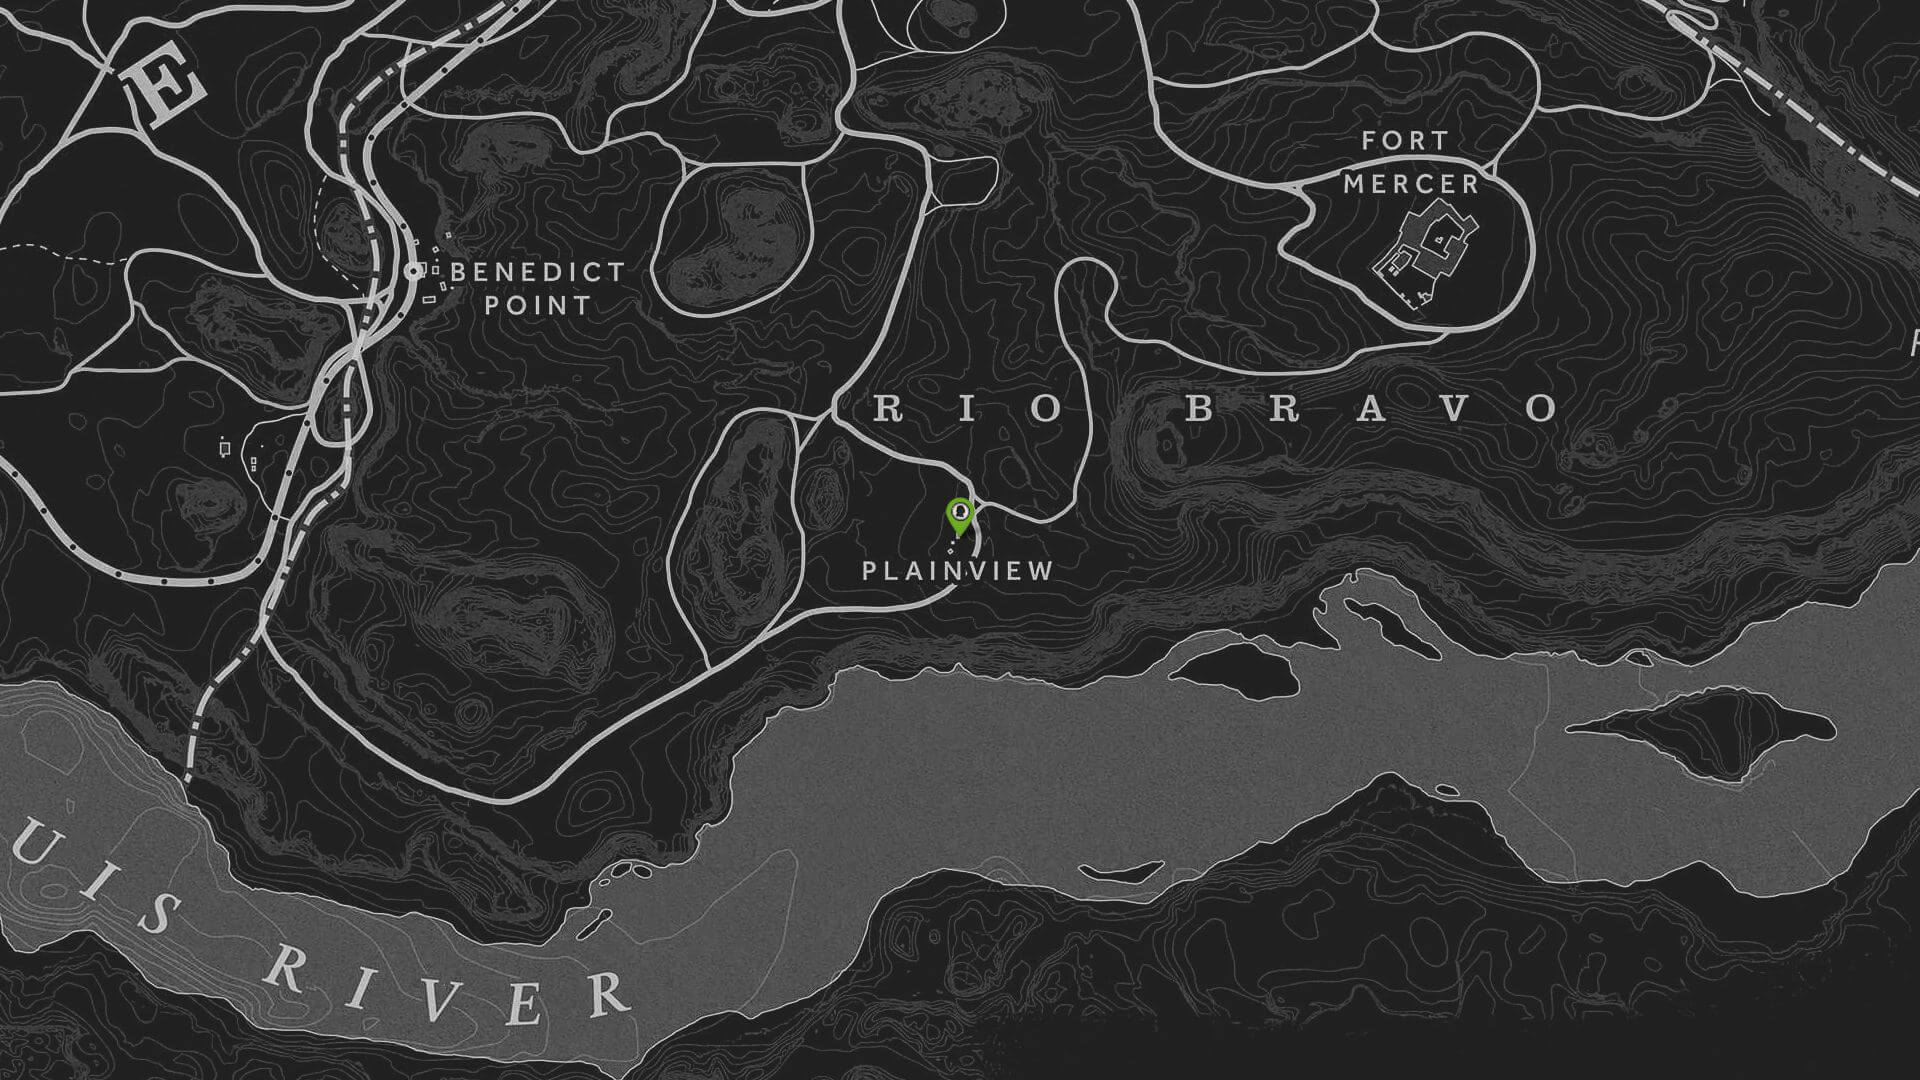 E
FORT
MERCER
BENEDICT
POINT
RIO BRAVO
PLAINVIEW
UIS RIVER